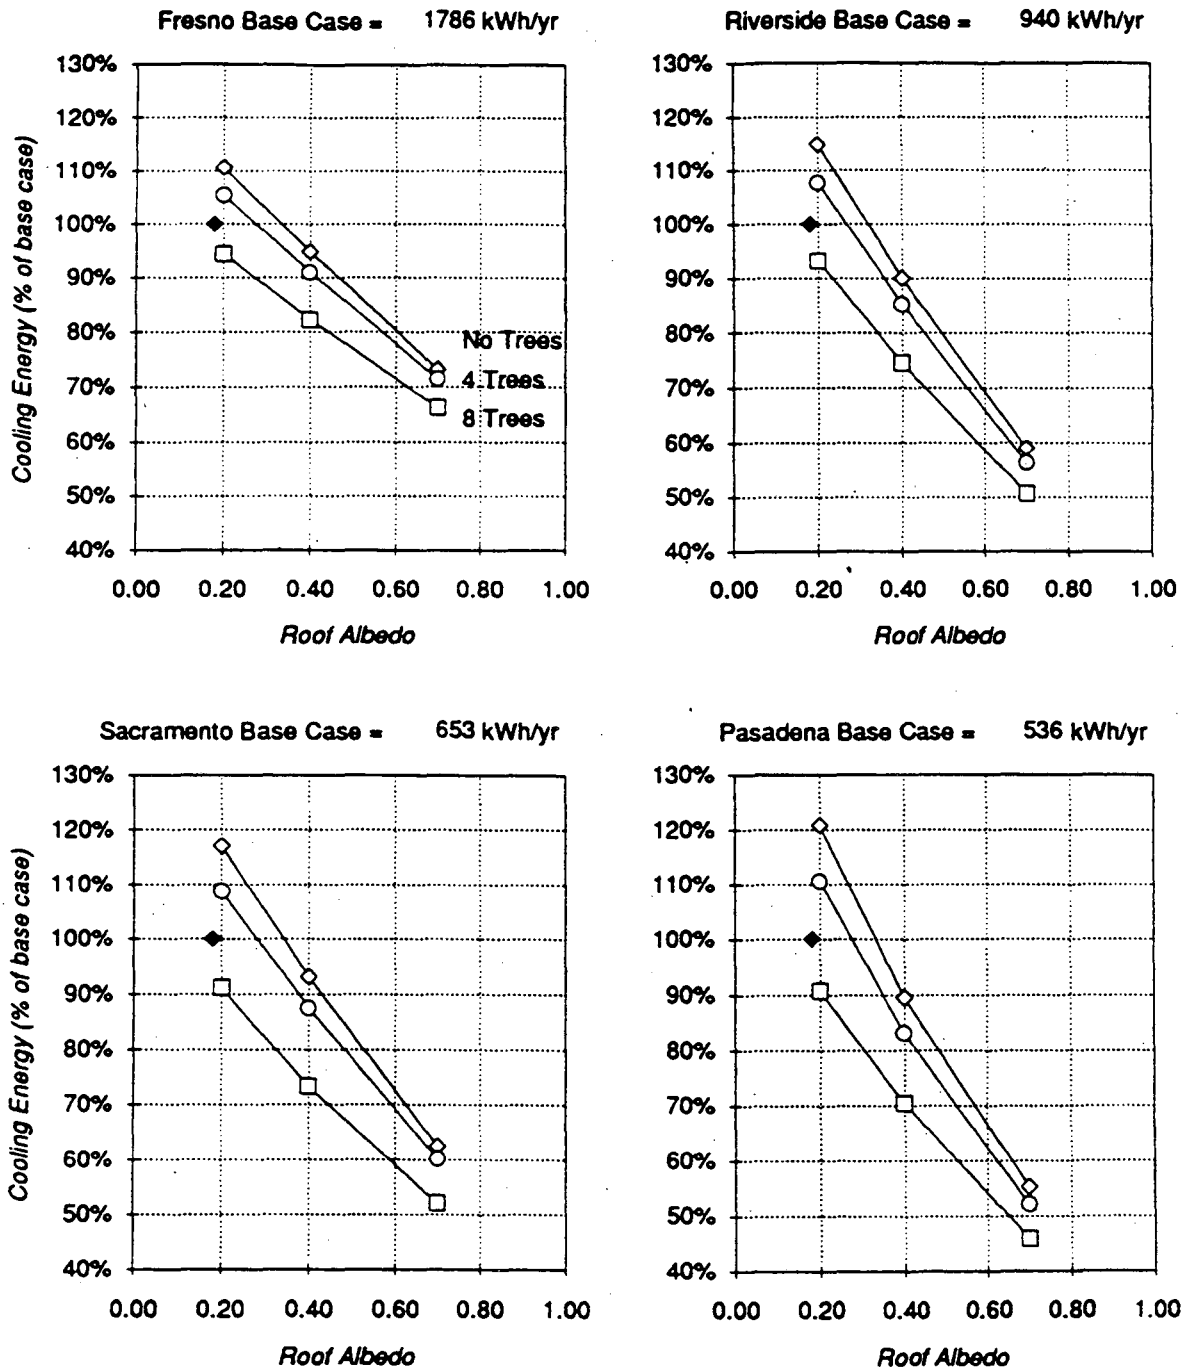 Fresno Base Case = 1786 kWh/yr
130%
120%
110%
100%
90%
80%
70%
60%
50%
40%
Cooling Energy (% of base case)
No Trees
4 Trees
8 Trees
0.00 0.20 0.40 0.60 0.80 1.00
Roof Albedo
Riverside Base Case = 940 kWh/yr
130%
120%
110%
100%
90%
80%
70%
60%
50%
40%
0.00 0.20 0.40 0.60 0.80 1.00
Roof Albedo
Sacramento Base Case = 653 kWh/yr
130%
120%
110%
100%
90%
80%
70%
60%
50%
40%
Cooling Energy (% of base case)
0.00 0.20 0.40 0.60 0.80 1.00
Roof Albedo
Pasadena Base Case = 536 kWh/yr
130%
120%
110%
100%
90%
80%
70%
60%
50%
40%
0.00 0.20 0.40 0.60 0.80 1.00
Roof Albedo